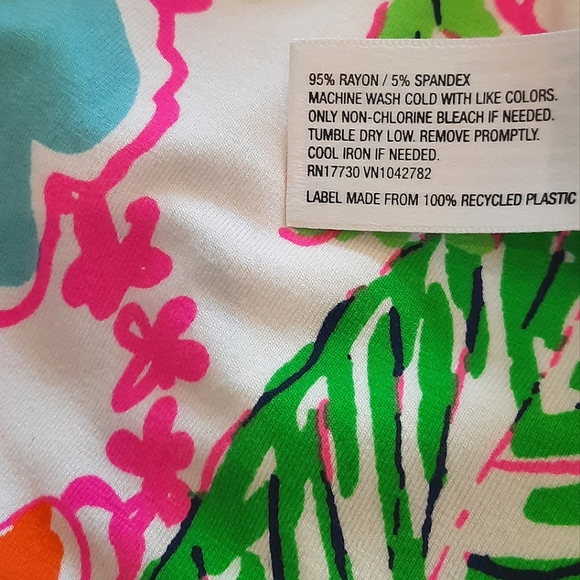 95% RAYON / 5% SPANDEX
MACHINE WASH COLD WITH LIKE COLORS.
ONLY NON-CHLORINE BLEACH IF NEEDED.
TUMBLE DRY LOW. REMOVE PROMPTLY.
COOL IRON IF NEEDED.
RN17730 VN1042782
LABEL MADE FROM 100% RECYCLED PLASTIC